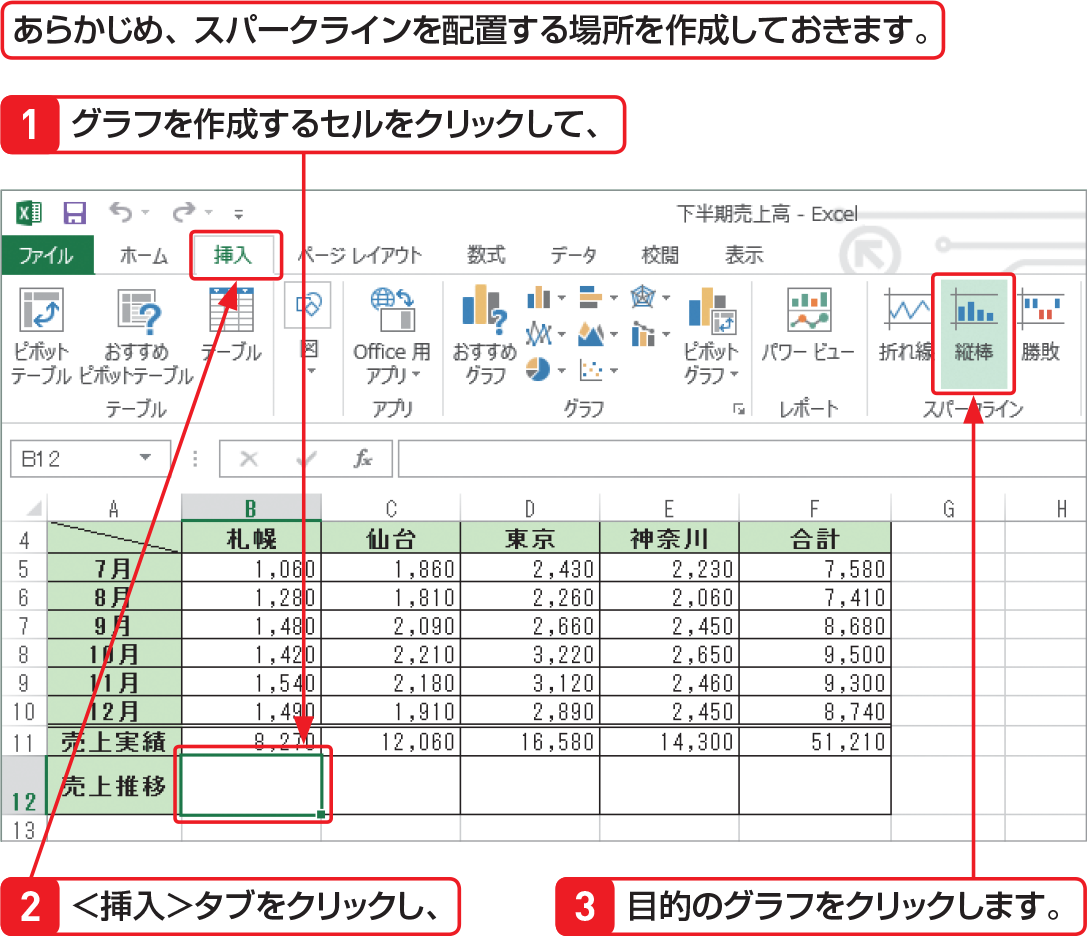 あらかじめ、スパークラインを配置する場所を作成しておきます。
1 グラフを作成するセルをクリックして、
下半期売上高 - Excel
ファイル ホーム 挿入 ページ レイアウト 数式 データ 校閲 表示
ピボット
テーブル
おすすめ
ピボットテーブル
テーブル
テーブル
Office 用
アプリ
アプリ
おすすめ
グラフ
ピボット
グラフ
グラフ
パワー ビュー
レポート
折れ線 縦棒 勝敗
スパークライン
B12 fx
A B C D E F G H
4 札幌 仙台 東京 神奈川 合計
5 7月 1,060 1,860 2,430 2,230 7,580
6 8月 1,280 1,810 2,260 2,060 7,410
7 9月 1,480 2,090 2,660 2,450 8,680
8 10月 1,420 2,210 3,220 2,650 9,500
9 11月 1,540 2,180 3,120 2,460 9,300
10 12月 1,490 1,910 2,890 2,450 8,740
11 売上実績 8,270 12,060 16,580 14,300 51,210
12 売上推移
13
2 <挿入>タブをクリックし、
3 目的のグラフをクリックします。